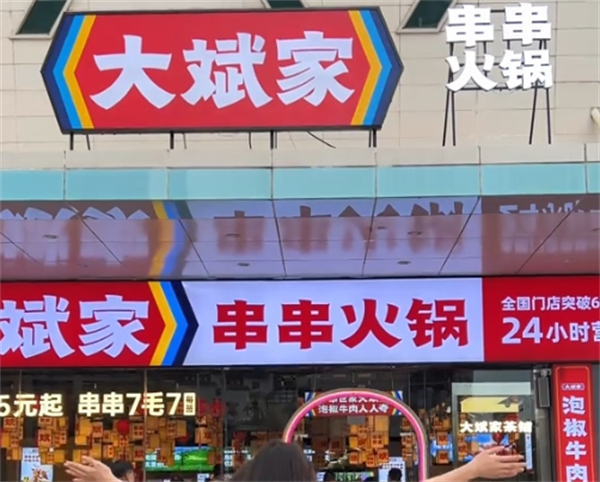 大斌家
串串
火锅
斌家
串串火锅
全国门店突破6
24小时营
5元起 串串7毛7
泡椒牛肉人人夸
大斌家茶铺
大斌家
泡椒牛肉